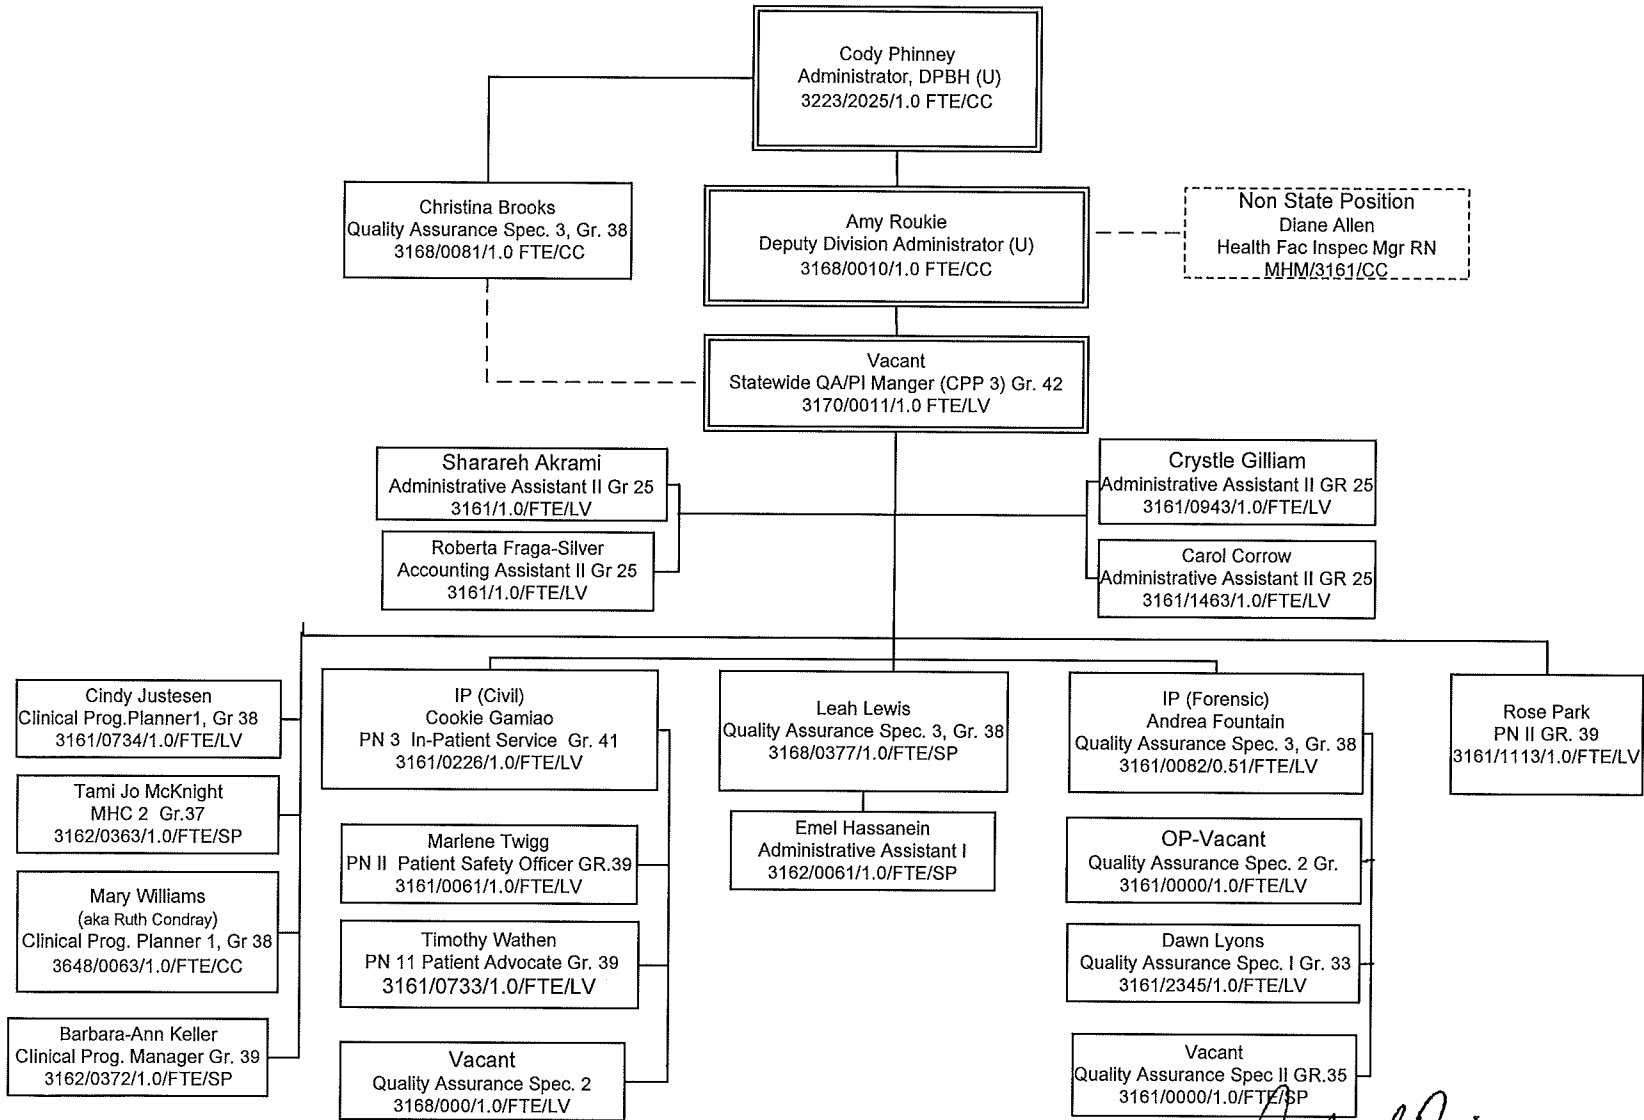 Cody Phinney
Administrator, DPBH (U)
3223/2025/1.0 FTE/CC
Christina Brooks
Quality Assurance Spec. 3, Gr. 38
3168/0081/1.0 FTE/CC
Amy Roukie
Deputy Division Administrator (U)
3168/0010/1.0 FTE/CC
Non State Position
Diane Allen
Health Fac Inspec Mgr RN
MHM/3161/CC
Vacant
Statewide QA/PI Manger (CPP 3) Gr. 42
3170/0011/1.0 FTE/LV
Sharareh Akrami
Administrative Assistant II Gr 25
3161/1.0/FTE/LV
Roberta Fraga-Silver
Accounting Assistant II Gr 25
3161/1.0/FTE/LV
Crystle Gilliam
Administrative Assistant II GR 25
3161/0943/1.0/FTE/LV
Carol Corrow
Administrative Assistant II GR 25
3161/1463/1.0/FTE/LV
Cindy Justesen
Clinical Prog.Planner1, Gr 38
3161/0734/1.0/FTE/LV
Tami Jo McKnight
MHC 2 Gr.37
3162/0363/1.0/FTE/SP
Mary Williams
(aka Ruth Condray)
Clinical Prog. Planner 1, Gr 38
3648/0063/1.0/FTE/CC
Barbara-Ann Keller
Clinical Prog. Manager Gr. 39
3162/0372/1.0/FTE/SP
IP (Civil)
Cookie Gamiao
PN 3 In-Patient Service Gr. 41
3161/0226/1.0/FTE/LV
Marlene Twigg
PN II Patient Safety Officer GR.39
3161/0061/1.0/FTE/LV
Timothy Wathen
PN 11 Patient Advocate Gr. 39
3161/0733/1.0/FTE/LV
Vacant
Quality Assurance Spec. 2
3168/000/1.0/FTE/LV
Leah Lewis
Quality Assurance Spec. 3, Gr. 38
3168/0377/1.0/FTE/SP
Emel Hassanein
Administrative Assistant I
3162/0061/1.0/FTE/SP
IP (Forensic)
Andrea Fountain
Quality Assurance Spec. 3, Gr. 38
3161/0082/0.51/FTE/LV
OP-Vacant
Quality Assurance Spec. 2 Gr.
3161/0000/1.0/FTE/LV
Dawn Lyons
Quality Assurance Spec. I Gr. 33
3161/2345/1.0/FTE/LV
Vacant
Quality Assurance Spec II GR.35
3161/0000/1.0/FTE/SP
Rose Park
PN II GR. 39
3161/1113/1.0/FTE/LV